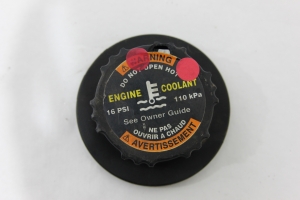 WARNING
DO NOT OPEN HOT
ENGINE COOLANT
16 PSI 110 kPa
See Owner Guide
NE PAS
OUVRIR A CHAUD
AVERTISSEMENT